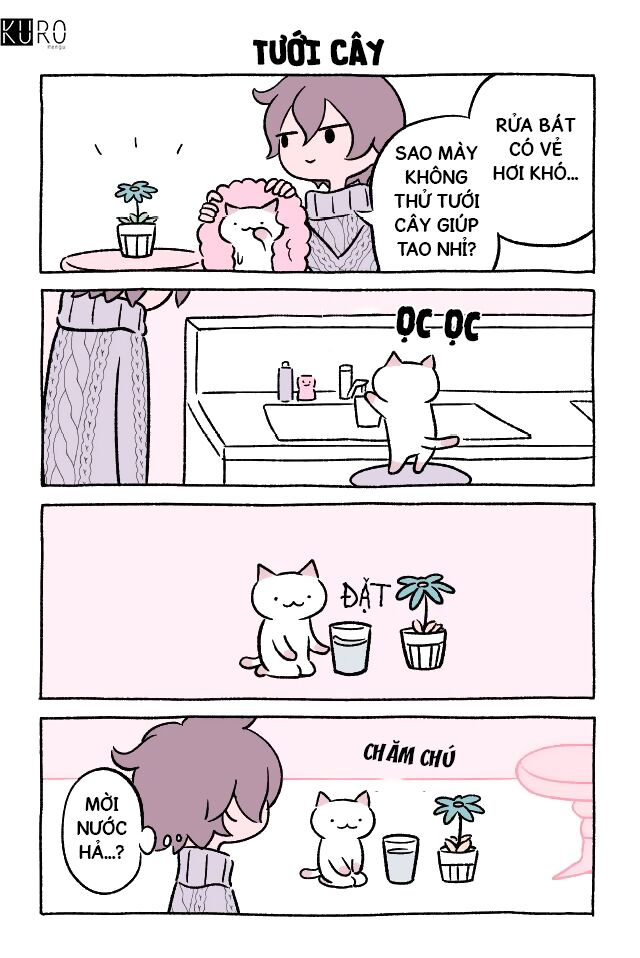 KURO
Mangu
TƯỚI CÂY
RỬA BÁT
CÓ VẺ
HƠI KHÓ...
SAO MÀY
KHÔNG
THỬ TƯỚI
CÂY GIÚP
TAO NHỈ?
ỌC ỌC
ĐẶT
CHĂM CHÚ
MỜI
NƯỚC
HẢ...?